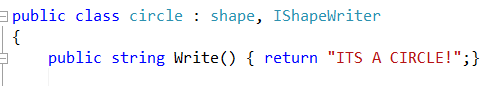 public class circle : shape, IShapeWriter
{
public string Write() { return "ITS A CIRCLE!";}